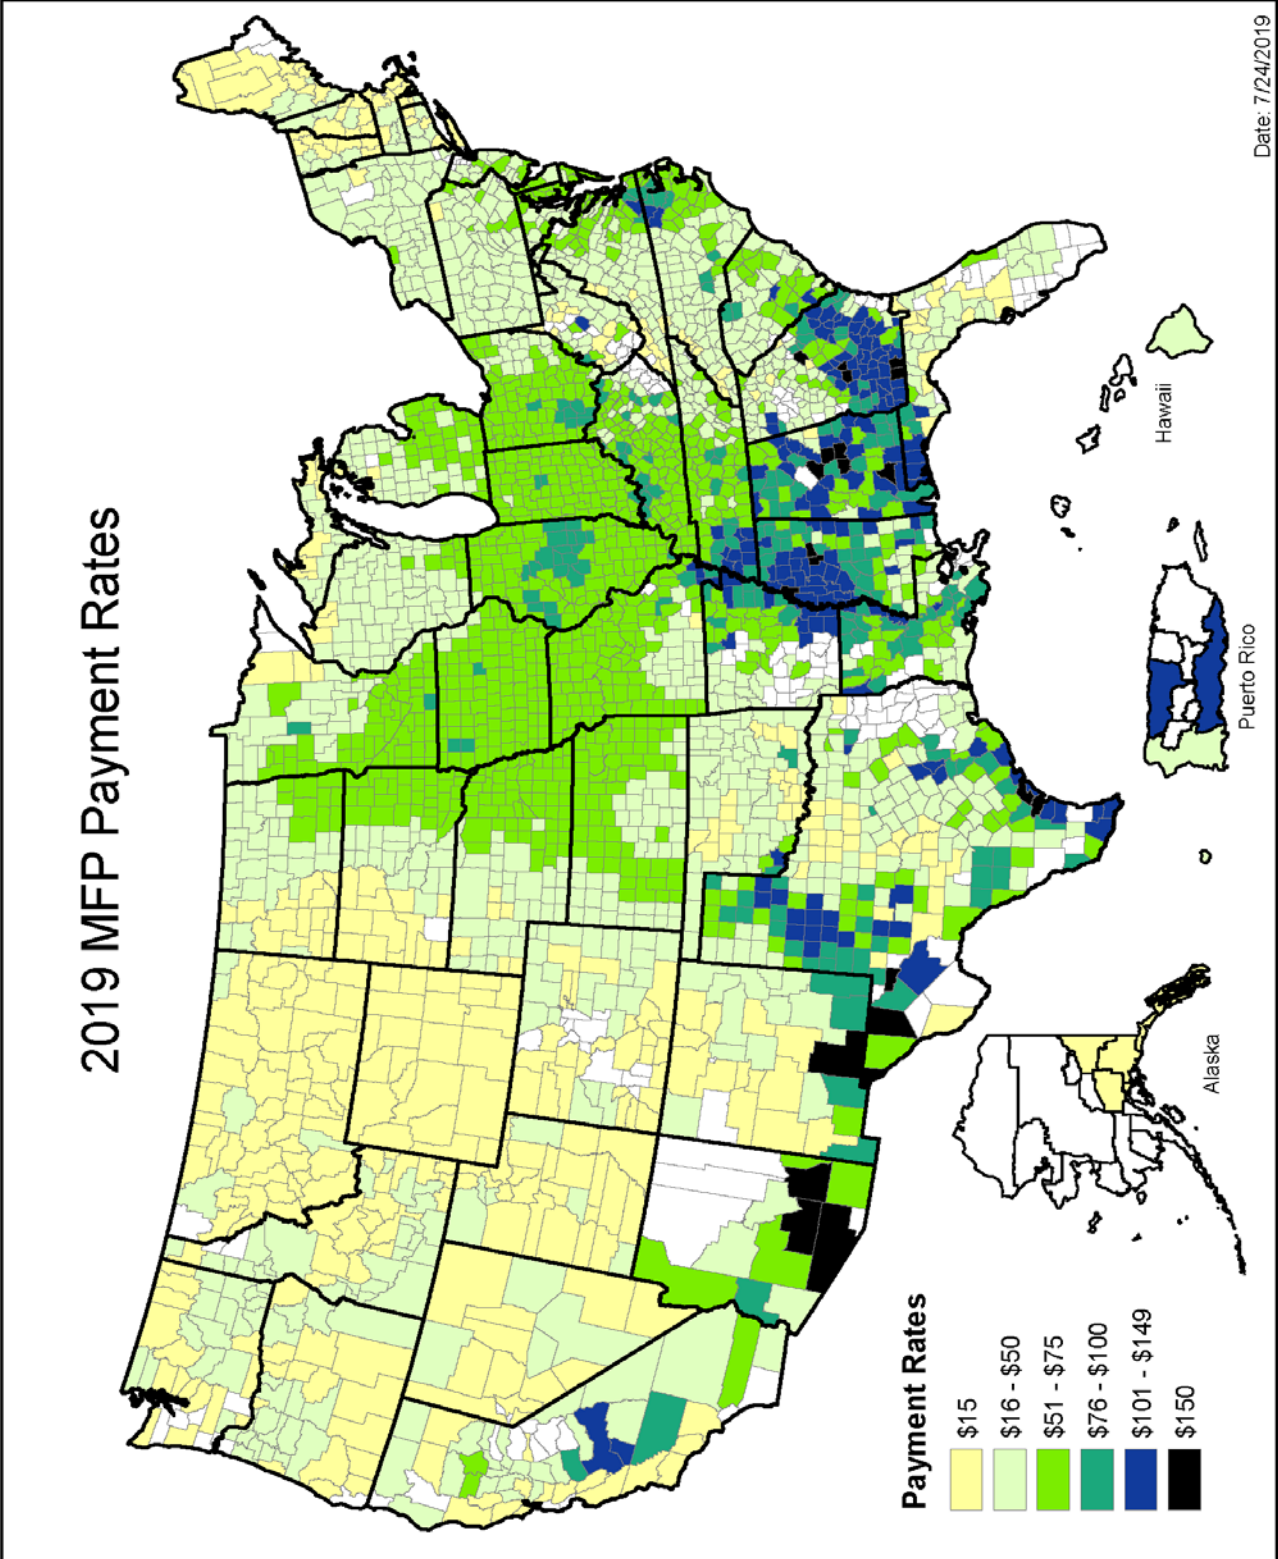 2019 MFP Payment Rates
Payment Rates
$15
$16 - $50
$51 - $75
$76 - $100
$101 - $149
$150
Alaska
Hawaii
Puerto Rico
Date: 7/24/2019